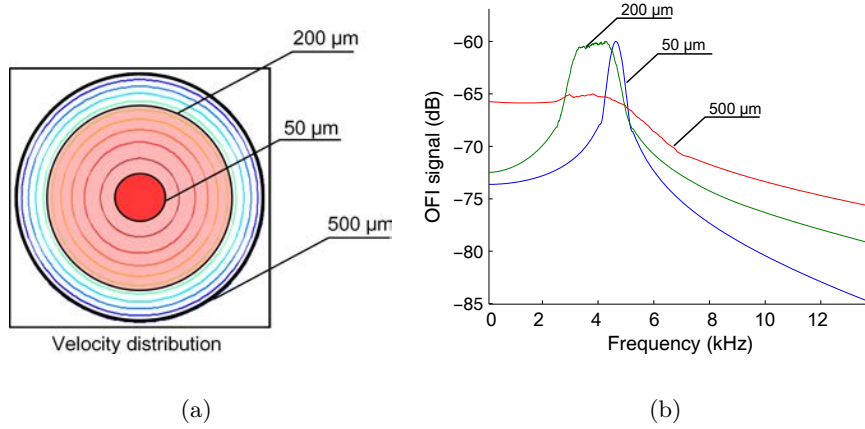 200 μm
50 μm
500 μm
Velocity distribution
(a)
200 μm
50 μm
500 μm
−60
−65
−70
−75
−80
−85
OFI signal (dB)
0 2 4 6 8 10 12
Frequency (kHz)
(b)